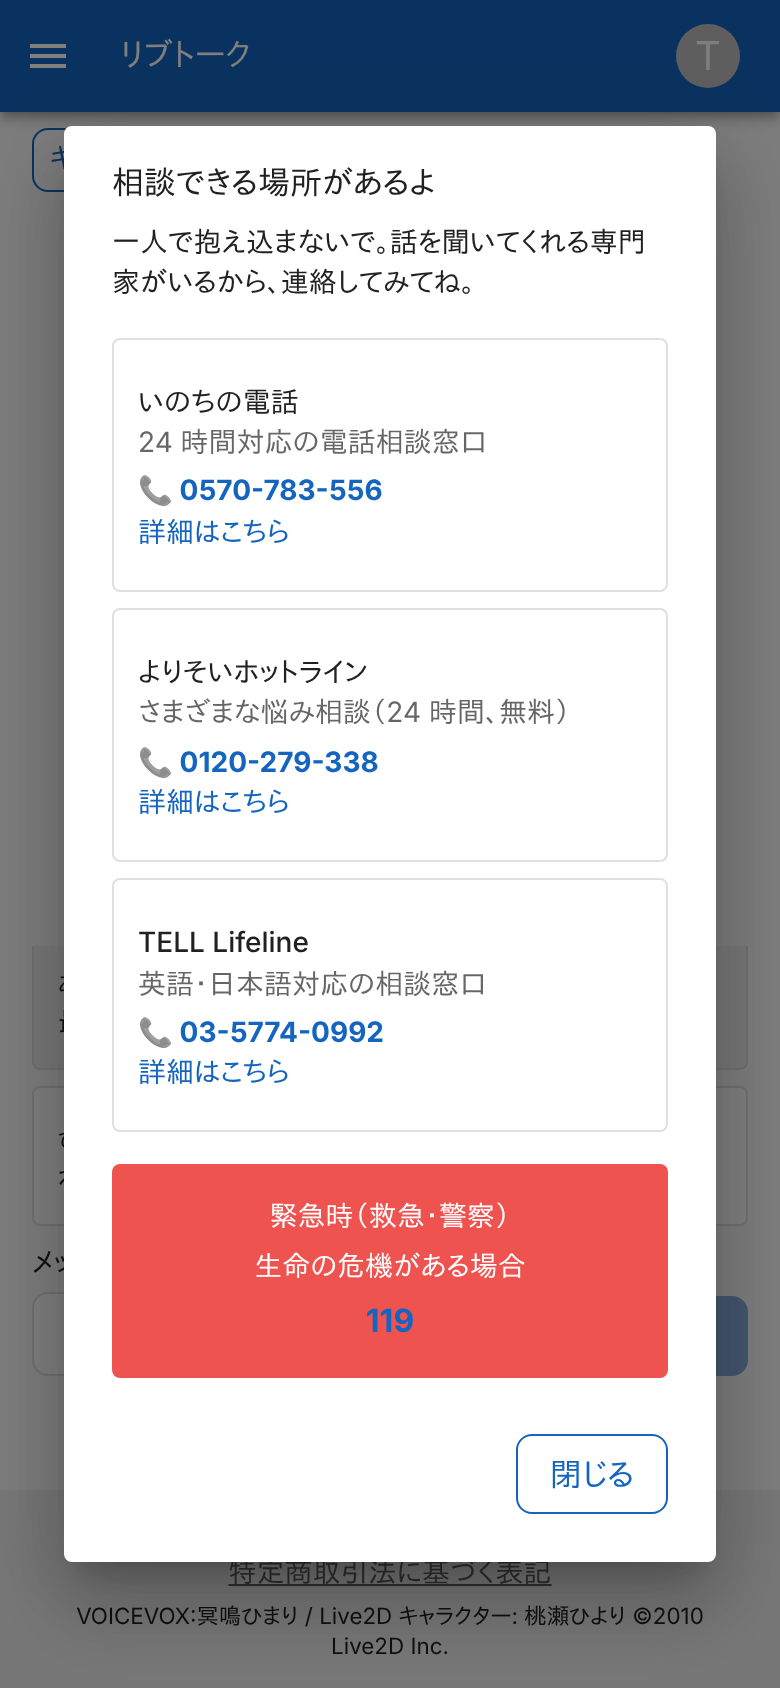 リブトーク
T
相談できる場所があるよ
一人で抱え込まないで。話を聞いてくれる専門
家がいるから、連絡してみてね。
いのちの電話
24 時間対応の電話相談窓口
0570-783-556
詳細はこちら
よりそいホットライン
さまざまな悩み相談（24 時間、無料）
0120-279-338
詳細はこちら
TELL Lifeline
英語・日本語対応の相談窓口
03-5774-0992
詳細はこちら
緊急時（救急・警察）
生命の危機がある場合
119
メッ
閉じる
特定商取引法に基づく表記
VOICEVOX:冥鳴ひまり / Live2D キャラクター: 桃瀬ひより ©2010
Live2D Inc.